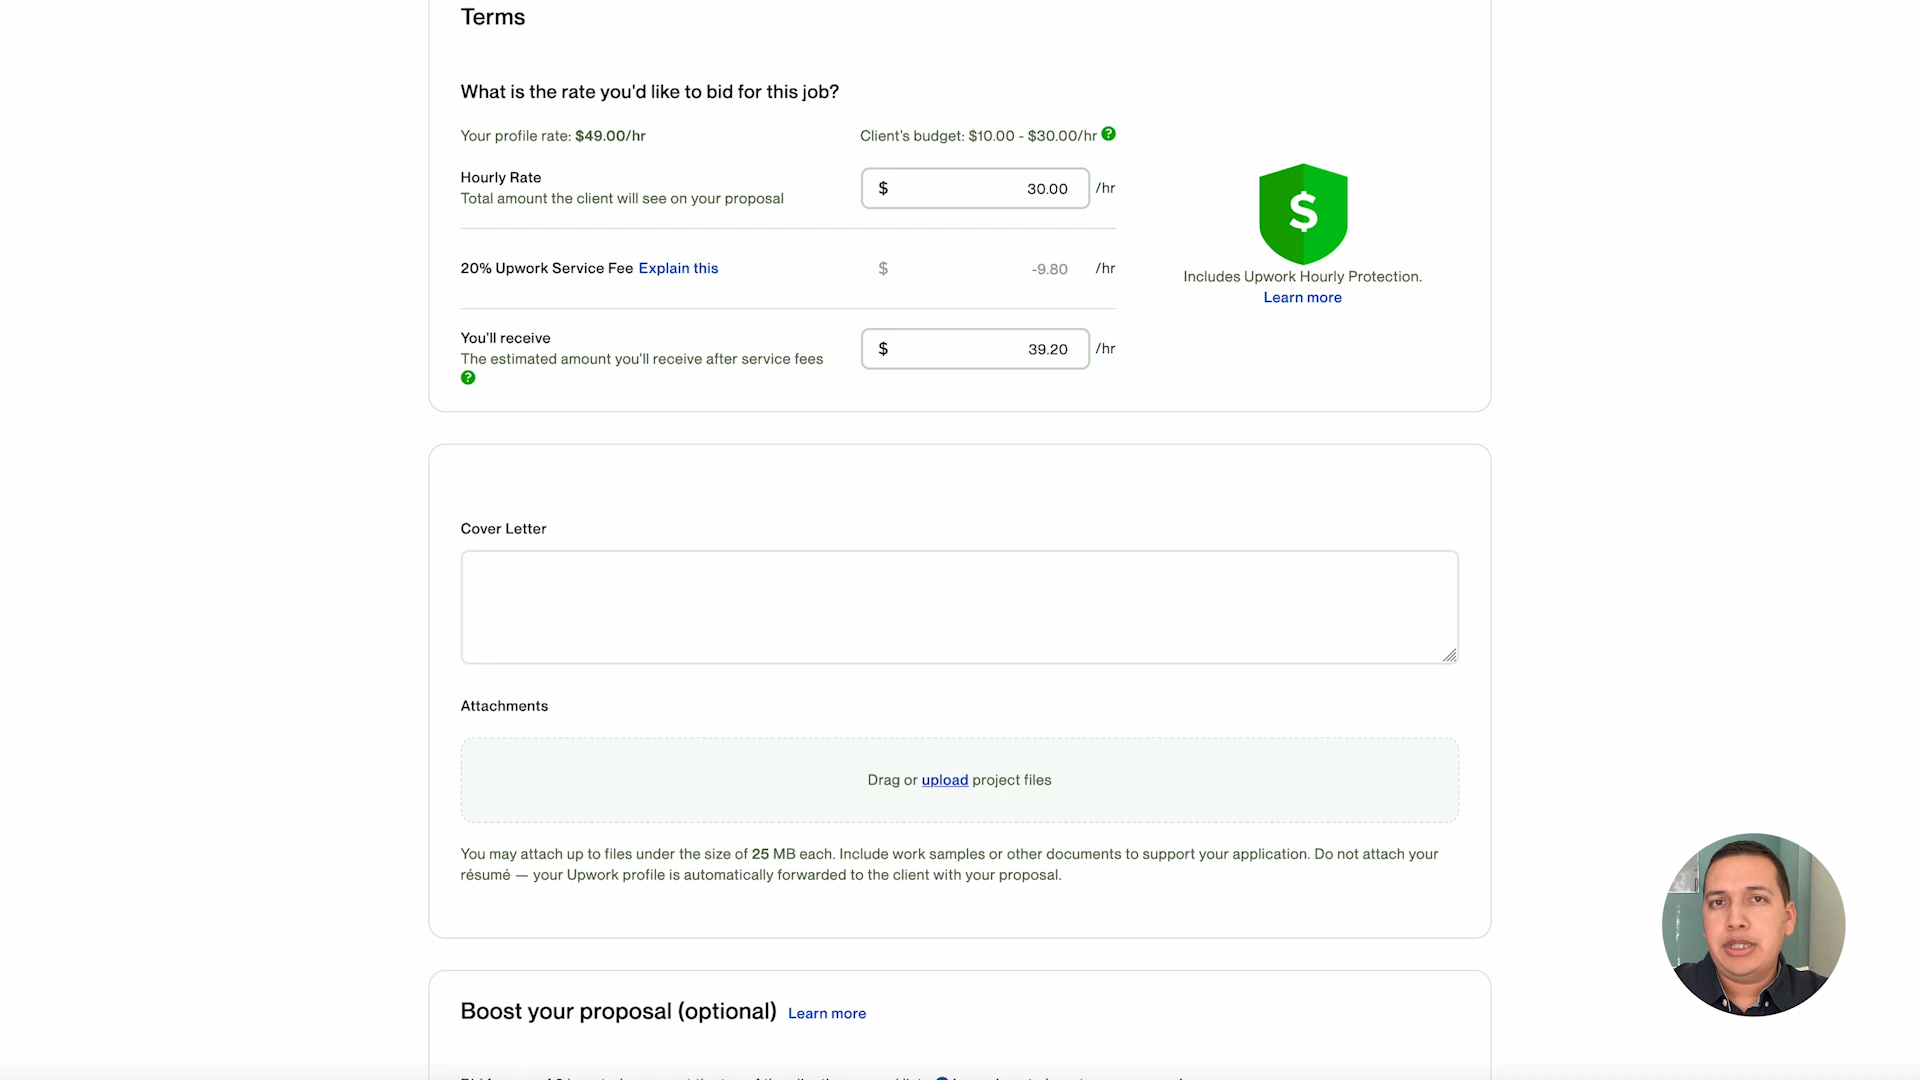 Terms
What is the rate you'd like to bid for this job?
Your profile rate: $49.00/hr
Client's budget: $10.00 - $30.00/hr ?
Hourly Rate
Total amount the client will see on your proposal
$ 30.00 /hr
20% Upwork Service Fee Explain this
$ -9.80 /hr
You'll receive
The estimated amount you'll receive after service fees
?
$ 39.20 /hr
$
Includes Upwork Hourly Protection.
Learn more
Cover Letter
Attachments
Drag or upload project files
You may attach up to files under the size of 25 MB each. Include work samples or other documents to support your application. Do not attach your
résumé — your Upwork profile is automatically forwarded to the client with your proposal.
Boost your proposal (optional) Learn more